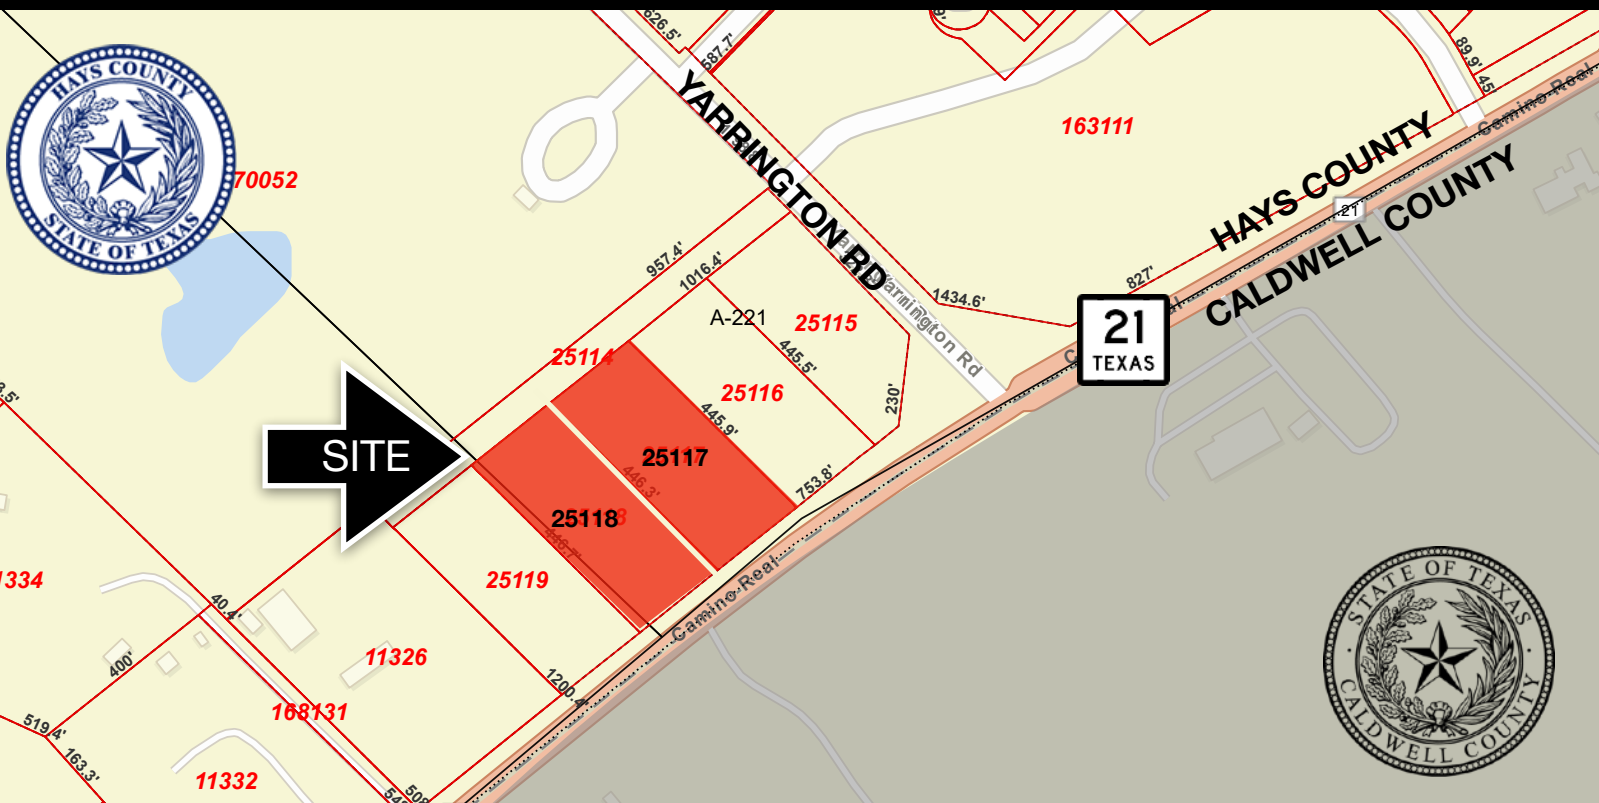 626.5'
587.7'
89.9'
45
Camino Real
HAYS COUNTY
STATE OF TEXAS
YARRINGTON RD
163111
70052
HAYS COUNTY
CALDWELL COUNTY
21
957.4'
1016.4'
827'
1434.6'
Yarrington Rd
A-221
25115
21
TEXAS
25114
445.5'
25116
230'
445.9'
SITE
25117
446.3'
753.8'
25118
446.7'
25119
Camino Real
1334
40.4'
400'
11326
1200.4'
168131
519.4'
163.3'
11332
STATE OF TEXAS
CALDWELL COUNTY